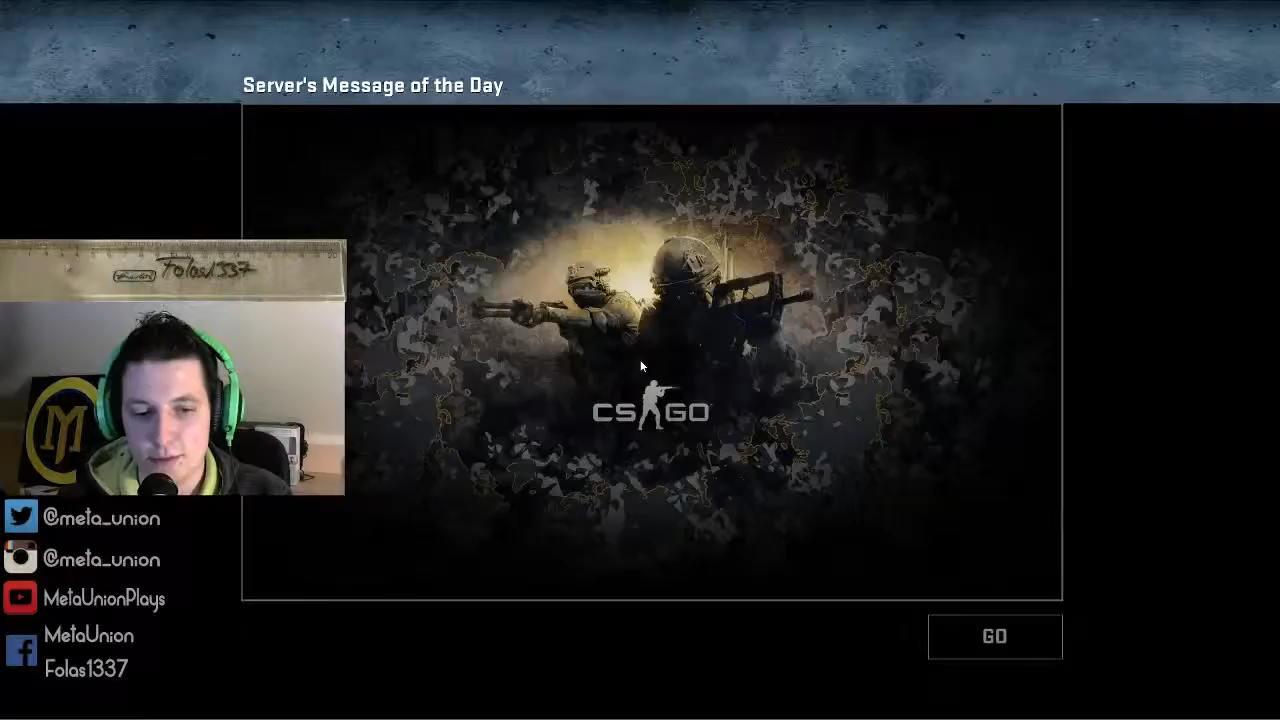 Server's Message of the Day
Folas1337
CS GO
@meta_union
@meta_union
MetaUnionPlays
MetaUnion
Folas1337
GO